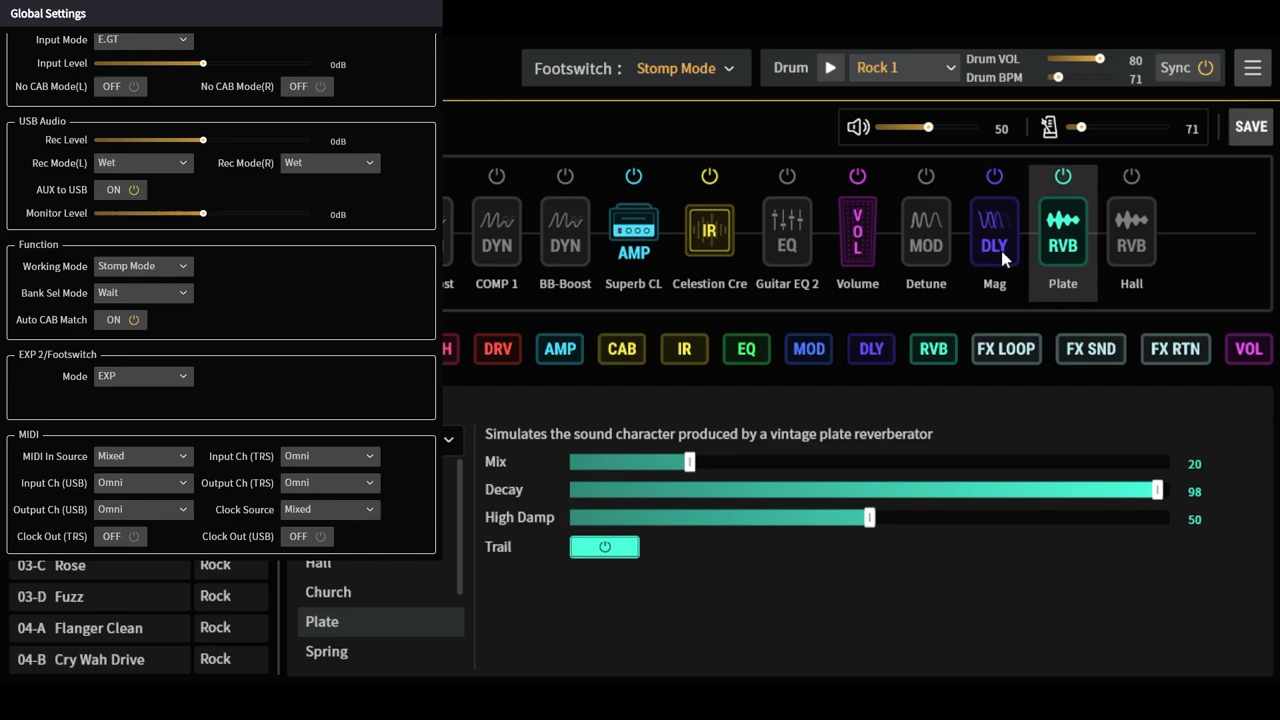 Global Settings
Input Mode E.GT
Input Level 0dB
No CAB Mode(L) OFF No CAB Mode(R) OFF
USB Audio
Rec Level 0dB
Rec Mode(L) Wet Rec Mode(R) Wet
AUX to USB ON
Monitor Level 0dB
Function
Working Mode Stomp Mode
Bank Sel Mode Wait
Auto CAB Match ON
EXP 2/Footswitch
Mode EXP
MIDI
MIDI In Source Mixed Input Ch (TRS) Omni
Input Ch (USB) Omni Output Ch (TRS) Omni
Output Ch (USB) Omni Clock Source Mixed
Clock Out (TRS) OFF Clock Out (USB) OFF
03-C Rose Rock
03-D Fuzz Rock
04-A Flanger Clean Rock
04-B Cry Wah Drive Rock
Footswitch : Stomp Mode Drum Rock 1 Drum VOL 80 Sync
Drum BPM 71
50 71 SAVE
DYN DYN AMP IR EQ VOL MOD DLY RVB RVB
st COMP 1 BB-Boost Superb CL Celestion Cre Guitar EQ 2 Volume Detune Mag Plate Hall
H DRV AMP CAB IR EQ MOD DLY RVB FX LOOP FX SND FX RTN VOL
Simulates the sound character produced by a vintage plate reverberator
Mix 20
Decay 98
High Damp 50
Trail
Hall
Church
Plate
Spring